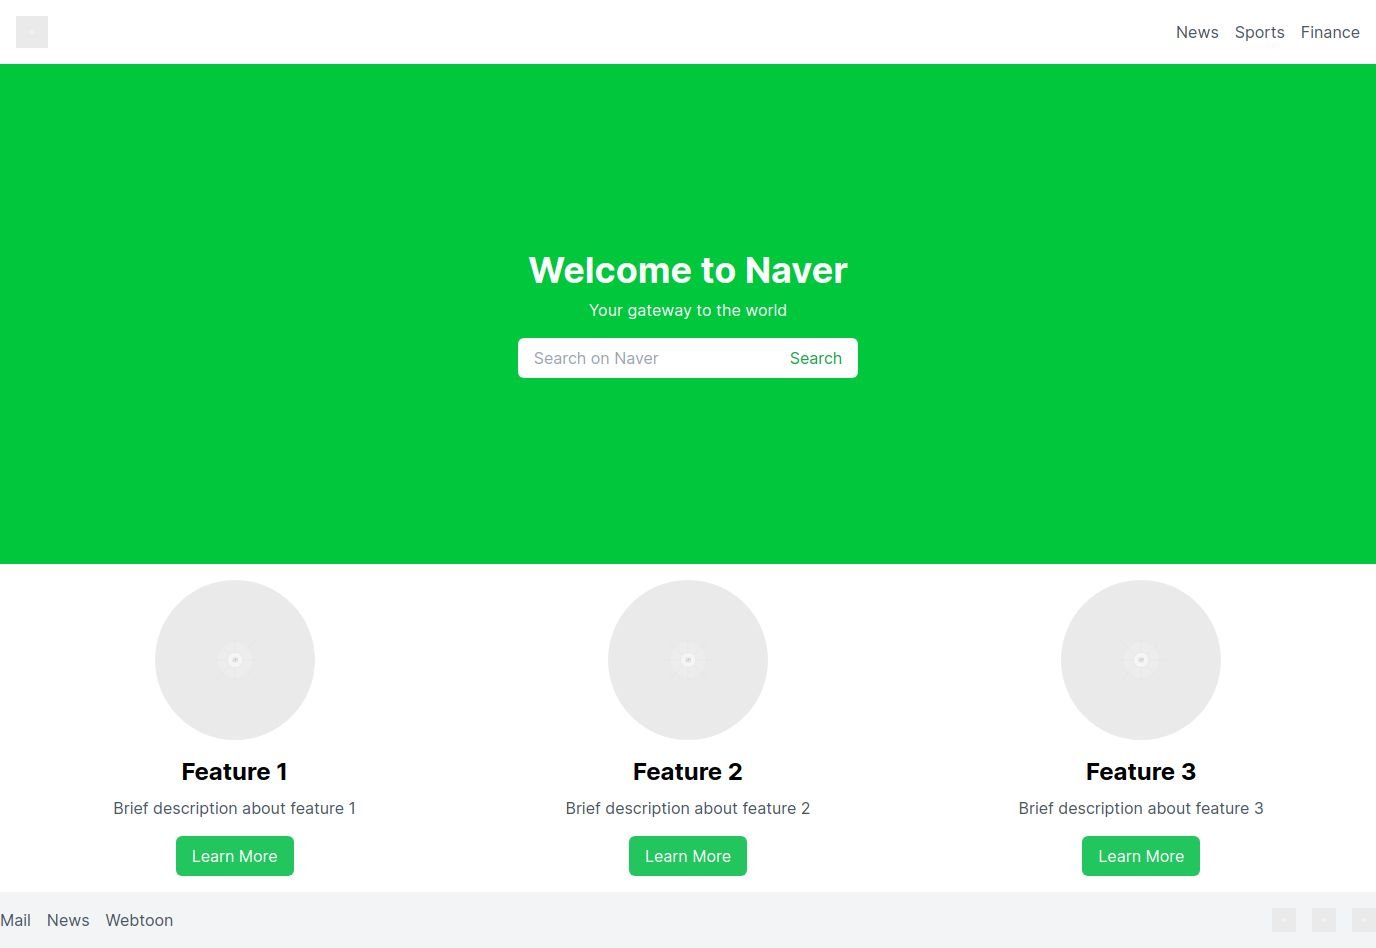 News Sports Finance
Welcome to Naver
Your gateway to the world
Search on Naver Search
Feature 1
Brief description about feature 1
Learn More
Feature 2
Brief description about feature 2
Learn More
Feature 3
Brief description about feature 3
Learn More
Mail News Webtoon